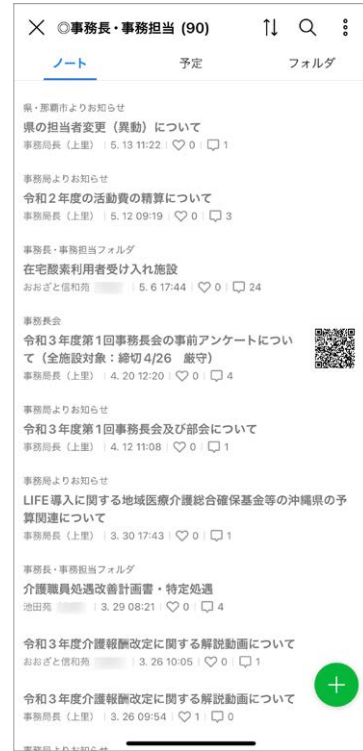 ◎事務長・事務担当 (90)
ノート 予定 フォルダ
県・那覇市よりお知らせ
県の担当者変更（異動）について
事務局長（上里） 5. 13 11:22 0 1
事務局よりお知らせ
令和2年度の活動費の精算について
事務局長（上里） 5. 12 09:19 0 3
事務長・事務担当フォルダ
在宅酸素利用者受け入れ施設
おおざと信和苑 5. 6 17:44 0 24
事務長会
令和3年度第1回事務長会の事前アンケートについ
て（全施設対象：締切4/26 厳守）
事務局長（上里） 4. 20 12:20 0 4
事務局よりお知らせ
令和3年度第1回事務長会及び部会について
事務局長（上里） 4. 12 11:08 0 1
事務局よりお知らせ
LIFE導入に関する地域医療介護総合確保基金等の沖縄県の予
算関連について
事務局長（上里） 3. 30 17:43 0 1
事務長・事務担当フォルダ
介護職員処遇改善計画書・特定処遇
池田苑 3. 29 08:21 0 4
令和3年度介護報酬改定に関する解説動画について
おおざと信和苑 3. 26 10:05 0 1
令和3年度介護報酬改定に関する解説動画について
事務局長（上里） 3. 26 09:54 1 0
事務局よりお知らせ